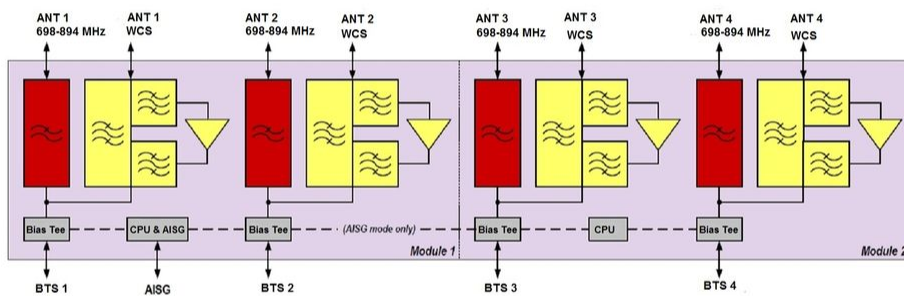 ANT 1
698-894 MHz
ANT 1
WCS
ANT 2
698-894 MHz
ANT 2
WCS
ANT 3
698-894 MHz
ANT 3
WCS
ANT 4
698-894 MHz
ANT 4
WCS
Bias Tee
CPU & AISG
Bias Tee
(AISG mode only)
Bias Tee
CPU
Bias Tee
Module 1
Module 2
BTS 1
AISG
BTS 2
BTS 3
BTS 4